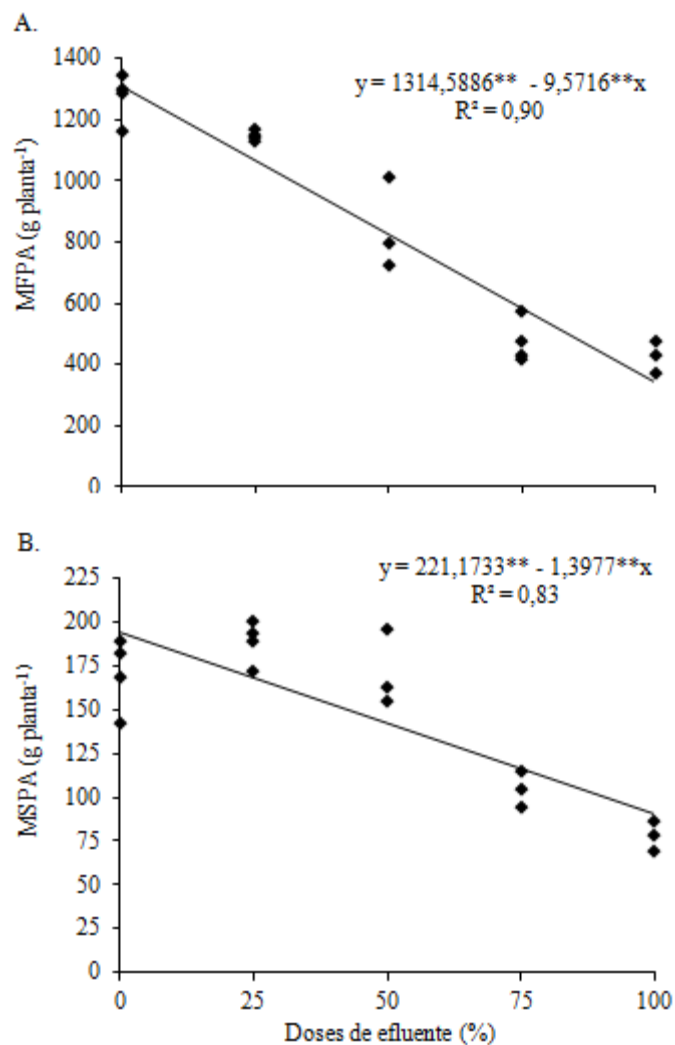 A.
y = 1314,5886** - 9,5716**x
R² = 0,90
1400
1200
1000
800
600
400
200
0
MFPA (g planta⁻¹)
B.
y = 221,1733** - 1,3977**x
R² = 0,83
225
200
175
150
125
100
75
50
25
0
MSPA (g planta⁻¹)
0 25 50 75 100
Doses de efluente (%)